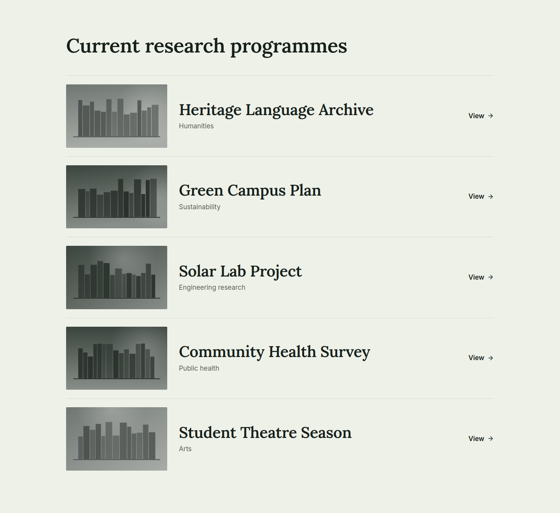 Current research programmes
Heritage Language Archive
Humanities
View →
Green Campus Plan
Sustainability
View →
Solar Lab Project
Engineering research
View →
Community Health Survey
Public health
View →
Student Theatre Season
Arts
View →